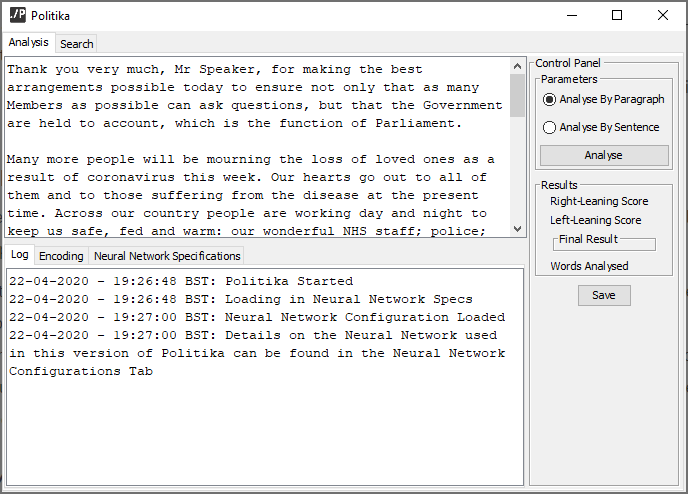 ./P Politika
Analysis Search
Thank you very much, Mr Speaker, for making the best
arrangements possible today to ensure not only that as many
Members as possible can ask questions, but that the Government
are held to account, which is the function of Parliament.
Many more people will be mourning the loss of loved ones as a
result of coronavirus this week. Our hearts go out to all of
them and to those suffering from the disease at the present
time. Across our country people are working day and night to
keep us safe, fed and warm: our wonderful NHS staff; police;
Log Encoding Neural Network Specifications
22-04-2020 - 19:26:48 BST: Politika Started
22-04-2020 - 19:26:48 BST: Loading in Neural Network Specs
22-04-2020 - 19:27:00 BST: Neural Network Configuration Loaded
22-04-2020 - 19:27:00 BST: Details on the Neural Network used
in this version of Politika can be found in the Neural Network
Configurations Tab
Control Panel
Parameters
Analyse By Paragraph
Analyse By Sentence
Analyse
Results
Right-Leaning Score
Left-Leaning Score
Final Result
Words Analysed
Save